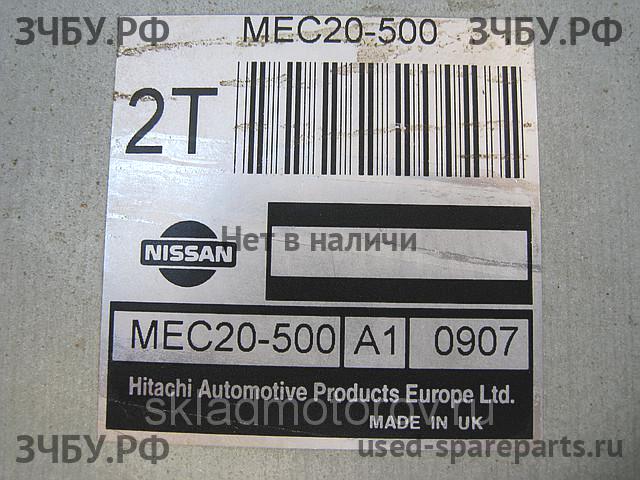 ЗЧБУ.РФ
MEC20-500
ЗЧБУ.РФ
2T
NISSAN
Нет в наличи
MEC20-500 A1 0907
Hitachi Automotive Products Europe Ltd.
skladmotorov.ru
MADE IN UK
ЗЧБУ.РФ
used-spareparts.ru